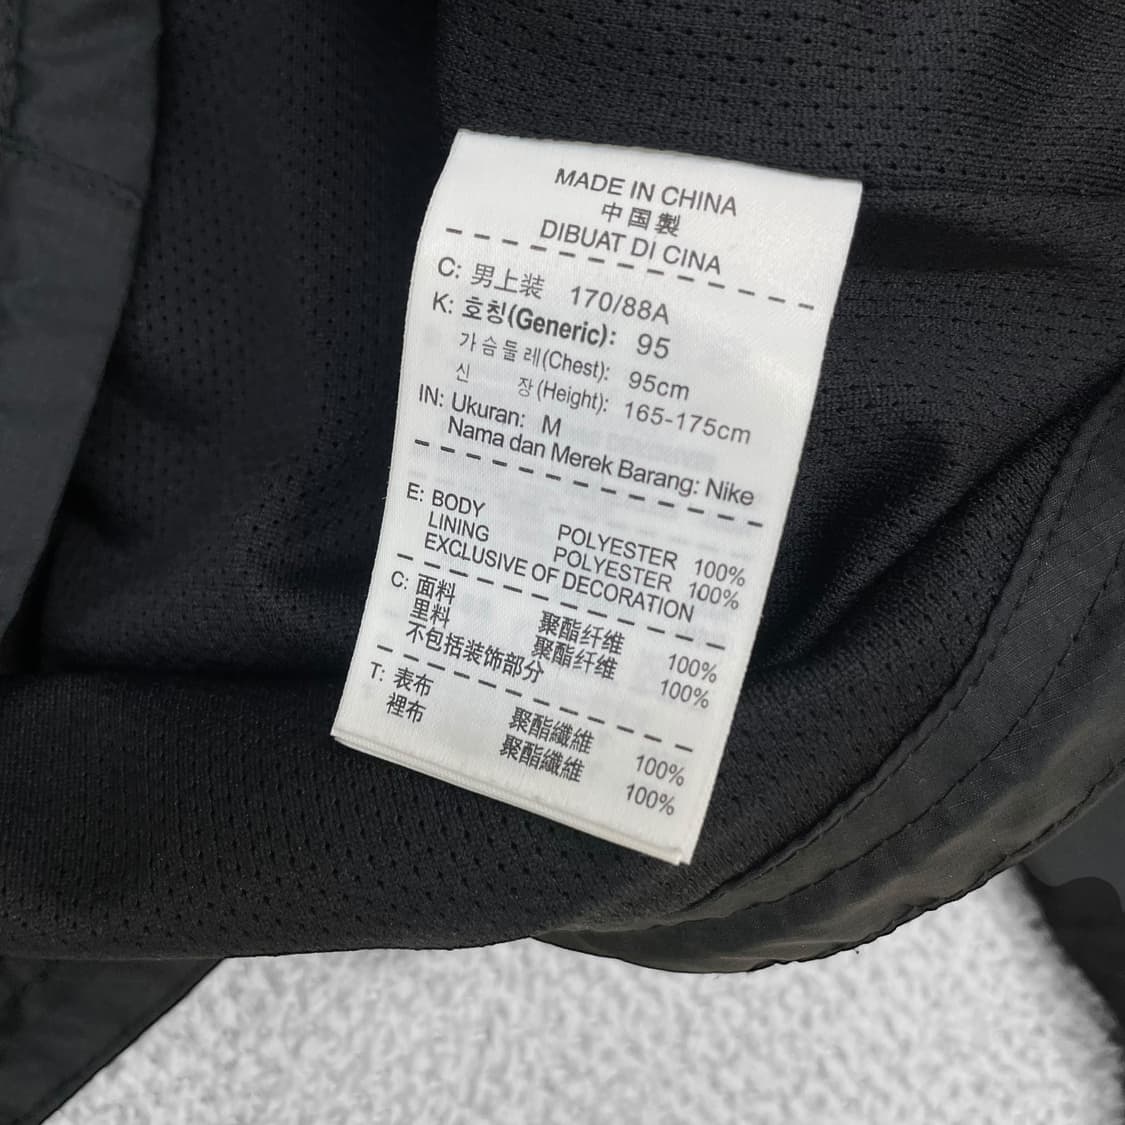 MADE IN CHINA
中国製
DIBUAT DI CINA
C: 男上装 170/88A
K: 호칭(Generic): 95
가슴둘레(Chest): 95cm
신 장(Height): 165-175cm
IN: Ukuran: M
Nama dan Merek Barang: Nike
E: BODY POLYESTER 100%
LINING POLYESTER 100%
EXCLUSIVE OF DECORATION
C: 面料 聚酯纤维 100%
里料 聚酯纤维 100%
不包括装饰部分
T: 表布 聚酯纖維 100%
裡布 聚酯纖維 100%